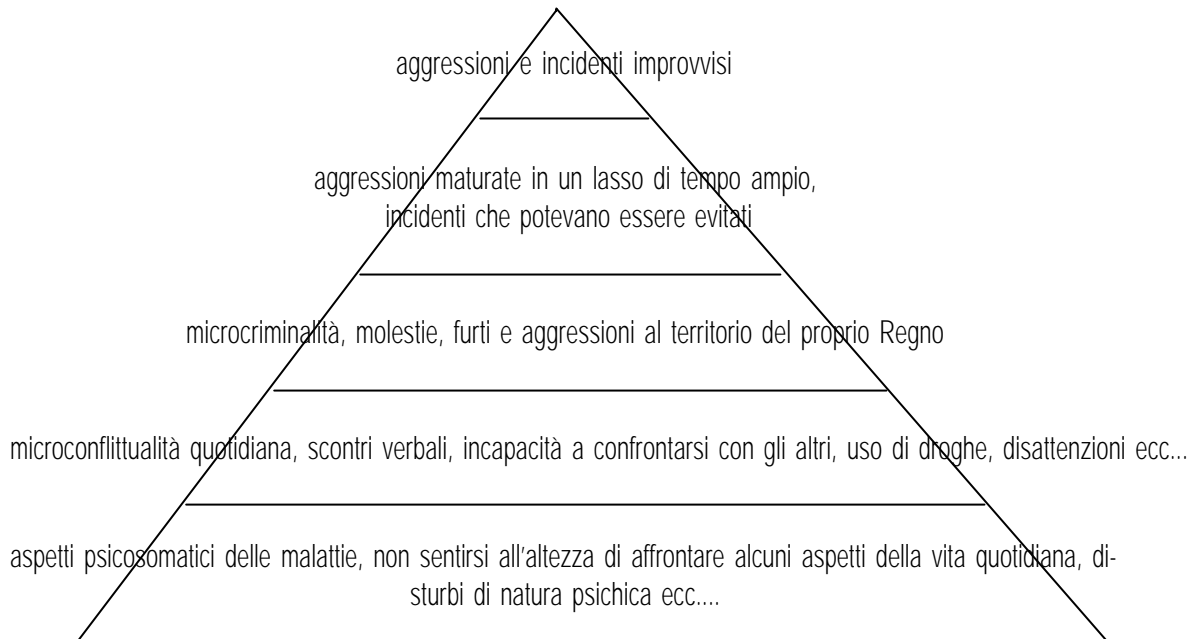 aggressioni e incidenti improvvisi
aggressioni maturate in un lasso di tempo ampio,
incidenti che potevano essere evitati
microcriminalità, molestie, furti e aggressioni al territorio del proprio Regno
microconflittualità quotidiana, scontri verbali, incapacità a confrontarsi con gli altri, uso di droghe, disattenzioni ecc...
aspetti psicosomatici delle malattie, non sentirsi all'altezza di affrontare alcuni aspetti della vita quotidiana, di-
sturbi di natura psichica ecc....